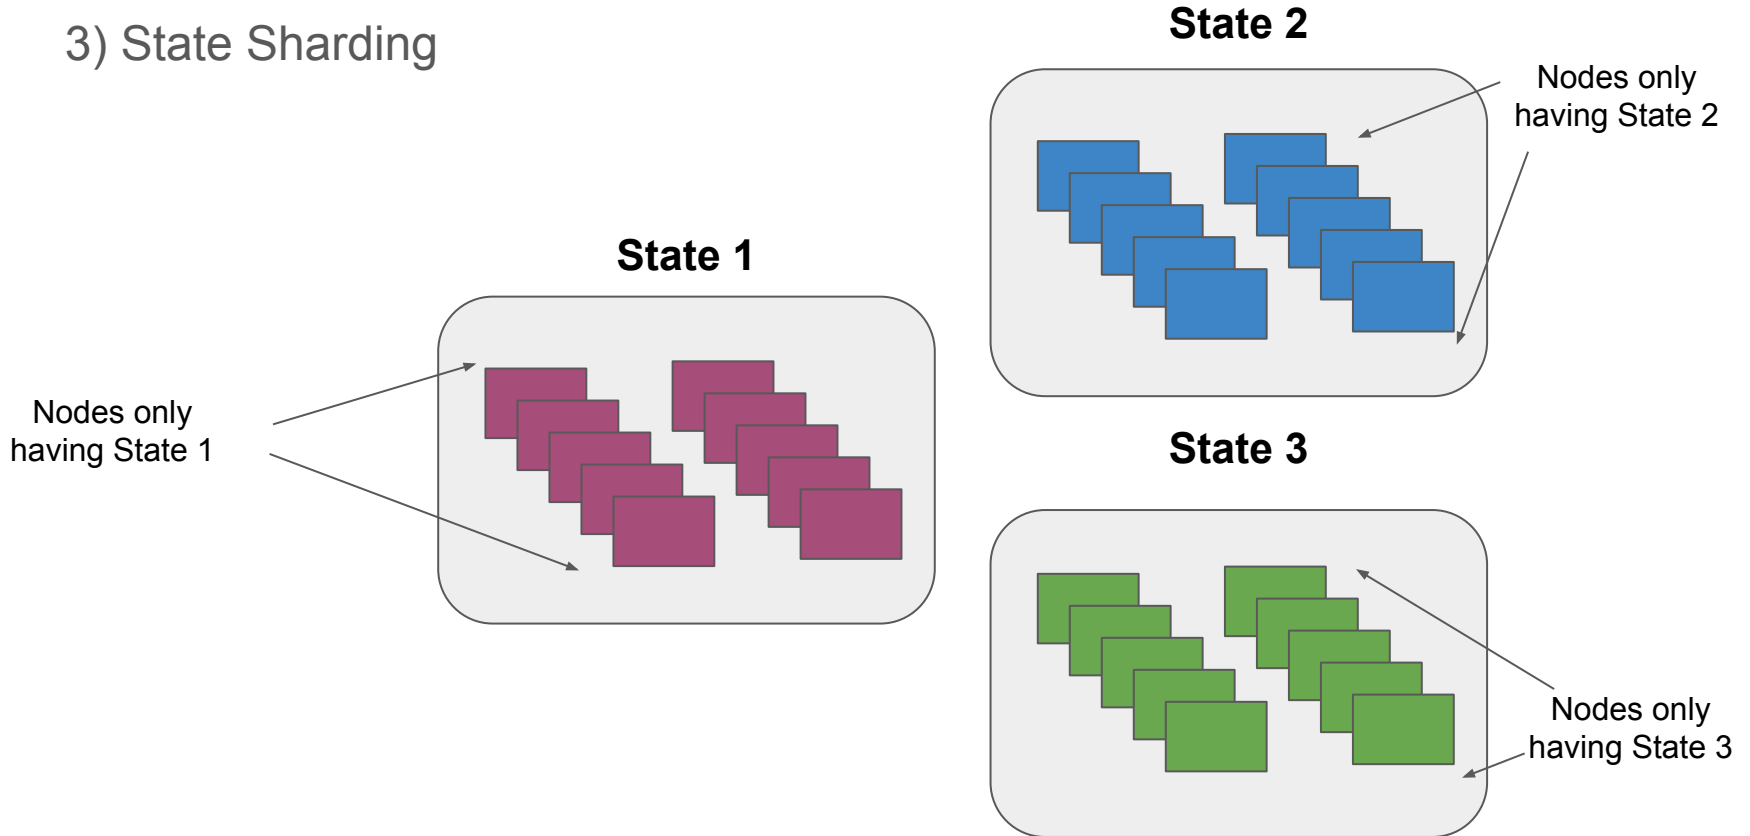 3) State Sharding
State 2
Nodes only
having State 2
State 1
Nodes only
having State 1
State 3
Nodes only
having State 3